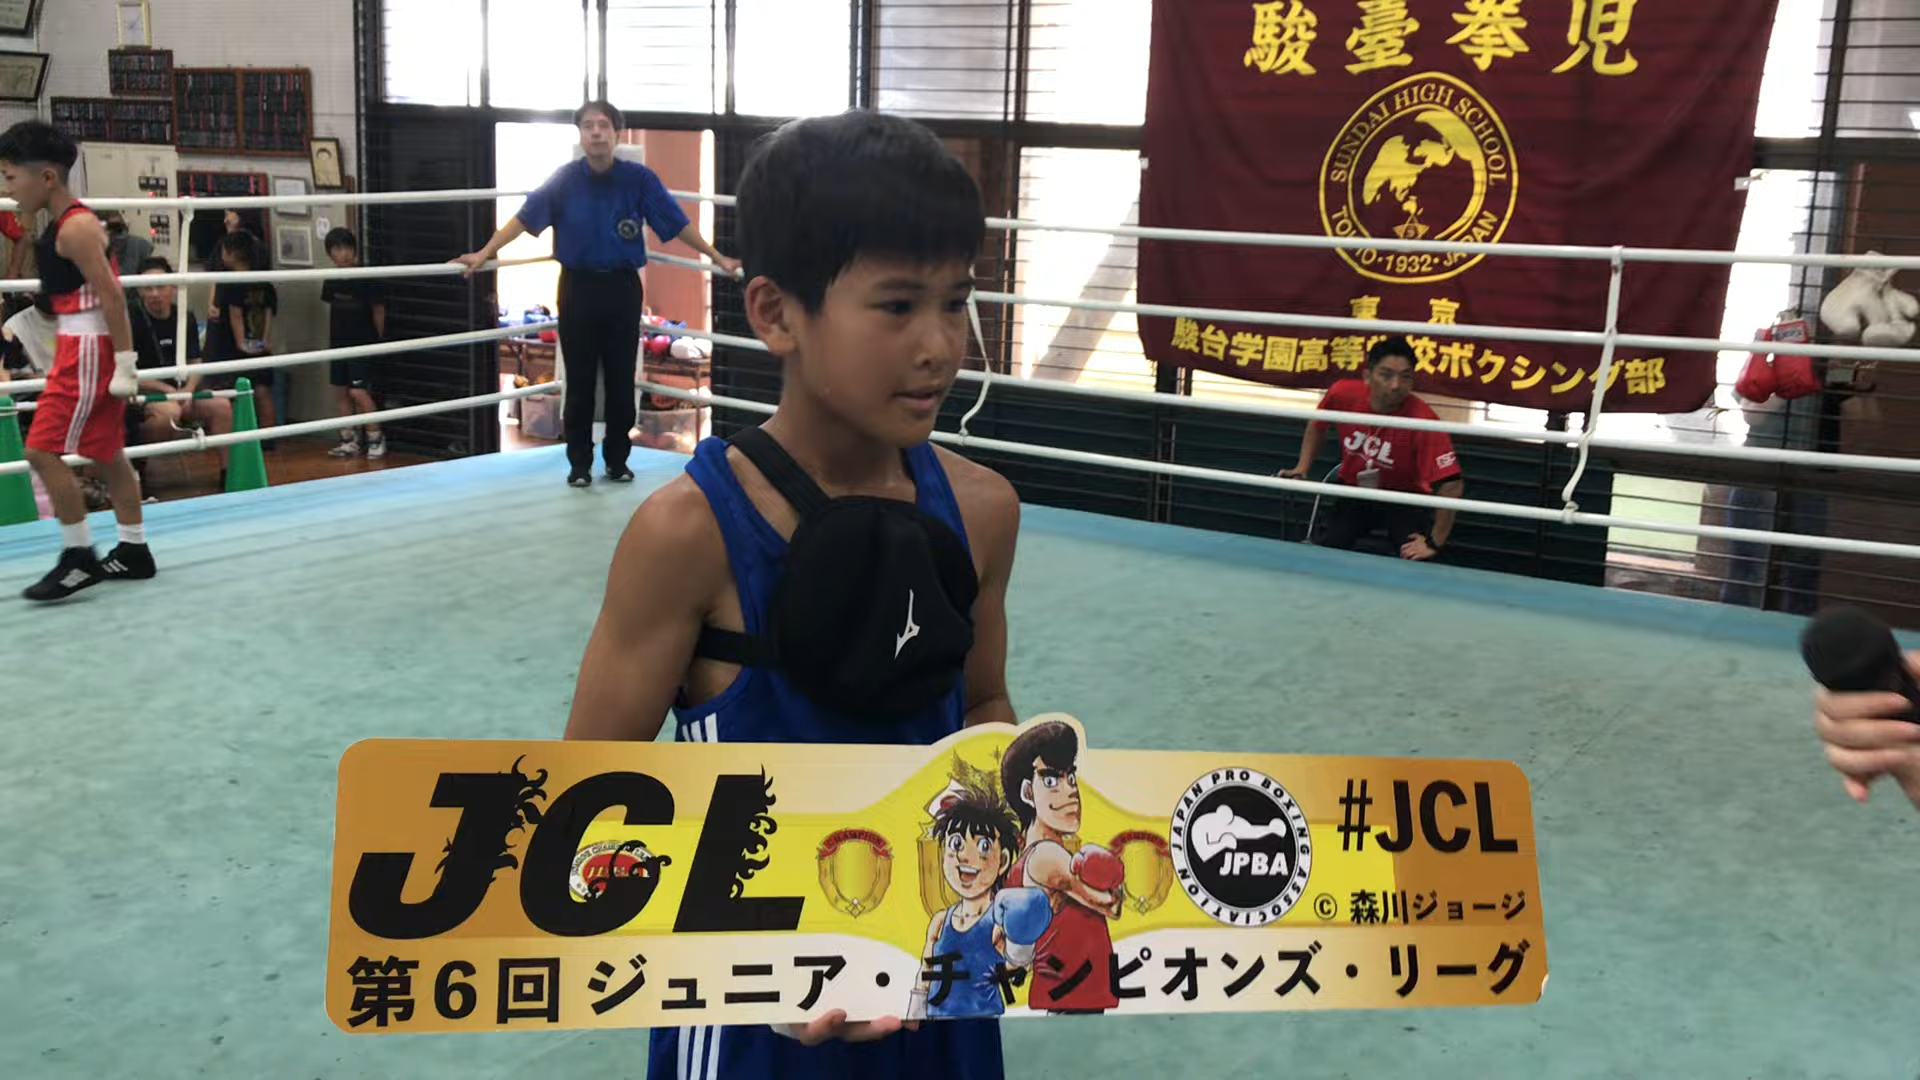 駿臺拳児
SUNDAI HIGH SCHOOL
TOKYO・1932・JAPAN
東京
駿台学園高等学校ボクシング部
JCL
JCL
#JCL
JAPAN PRO BOXING ASSOCIATION
JPBA
© 森川ジョージ
第6回 ジュニア・チャンピオンズ・リーグ
CHAMPION